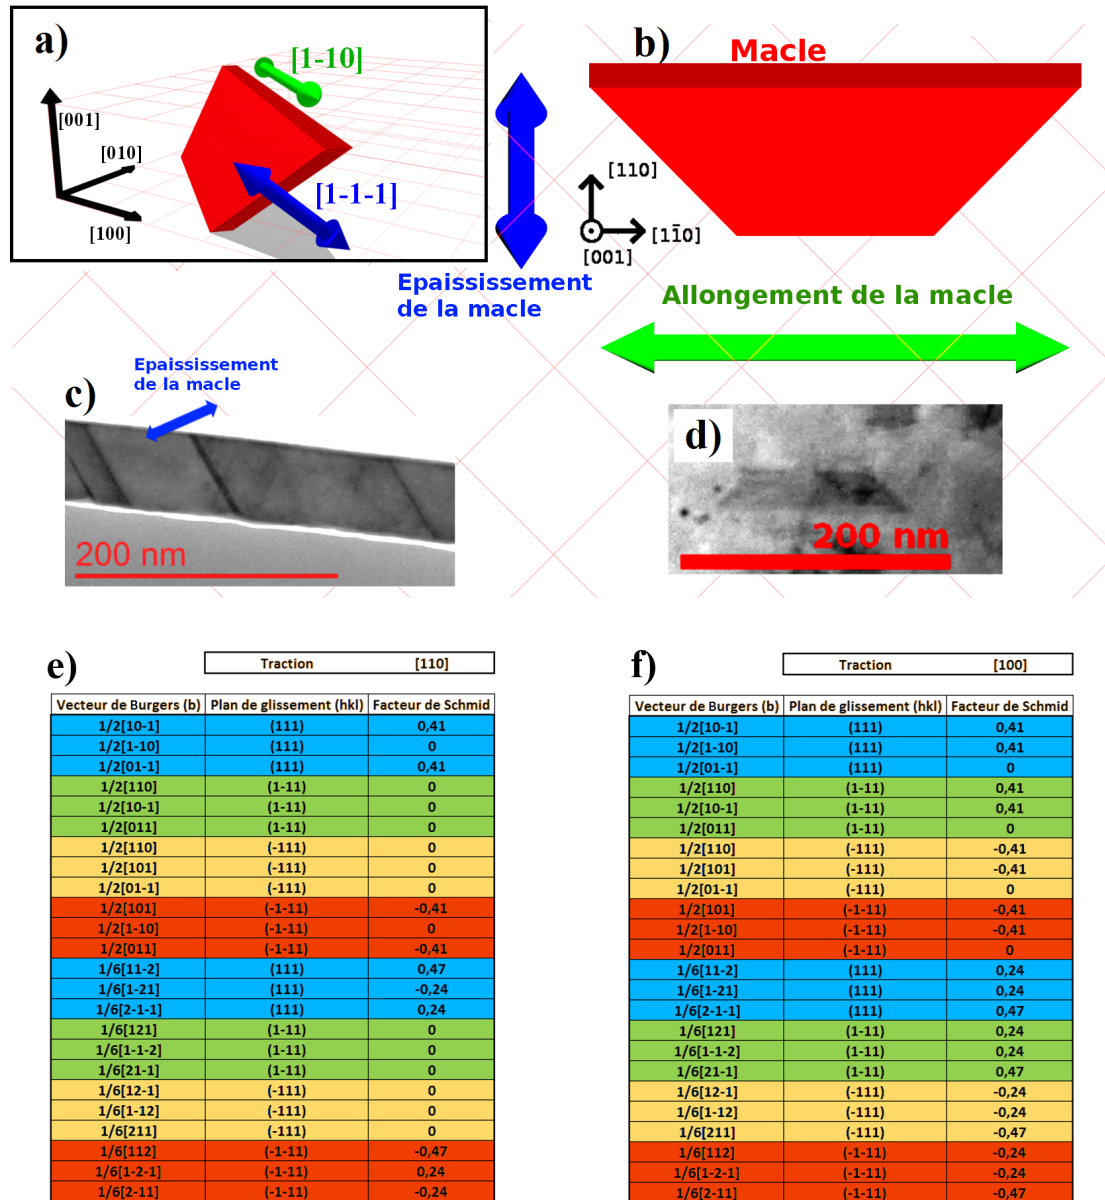 a)
[1-10]
[001]
[010]
[1-1-1]
[100]
b)
Macle
[110]
[11̄0]
[001]
Epaississement
de la macle
Allongement de la macle
c)
Epaississement
de la macle
200 nm
d)
200 nm
e)
Traction [110]
Vecteur de Burgers (b) Plan de glissement (hkl) Facteur de Schmid
1/2[10-1] (111) 0,41
1/2[1-10] (111) 0
1/2[01-1] (111) 0,41
1/2[110] (1-11) 0
1/2[10-1] (1-11) 0
1/2[011] (1-11) 0
1/2[110] (-111) 0
1/2[101] (-111) 0
1/2[01-1] (-111) 0
1/2[101] (-1-11) -0,41
1/2[1-10] (-1-11) 0
1/2[011] (-1-11) -0,41
1/6[11-2] (111) 0,47
1/6[1-21] (111) -0,24
1/6[2-1-1] (111) 0,24
1/6[121] (1-11) 0
1/6[1-1-2] (1-11) 0
1/6[21-1] (1-11) 0
1/6[12-1] (-111) 0
1/6[1-12] (-111) 0
1/6[211] (-111) 0
1/6[112] (-1-11) -0,47
1/6[1-2-1] (-1-11) 0,24
1/6[2-11] (-1-11) -0,24
f)
Traction [100]
Vecteur de Burgers (b) Plan de glissement (hkl) Facteur de Schmid
1/2[10-1] (111) 0,41
1/2[1-10] (111) 0,41
1/2[01-1] (111) 0
1/2[110] (1-11) 0,41
1/2[10-1] (1-11) 0,41
1/2[011] (1-11) 0
1/2[110] (-111) -0,41
1/2[101] (-111) -0,41
1/2[01-1] (-111) 0
1/2[101] (-1-11) -0,41
1/2[1-10] (-1-11) -0,41
1/2[011] (-1-11) 0
1/6[11-2] (111) 0,24
1/6[1-21] (111) 0,24
1/6[2-1-1] (111) 0,47
1/6[121] (1-11) 0,24
1/6[1-1-2] (1-11) 0,24
1/6[21-1] (1-11) 0,47
1/6[12-1] (-111) -0,24
1/6[1-12] (-111) -0,24
1/6[211] (-111) -0,47
1/6[112] (-1-11) -0,24
1/6[1-2-1] (-1-11) -0,24
1/6[2-11] (-1-11) -0,47